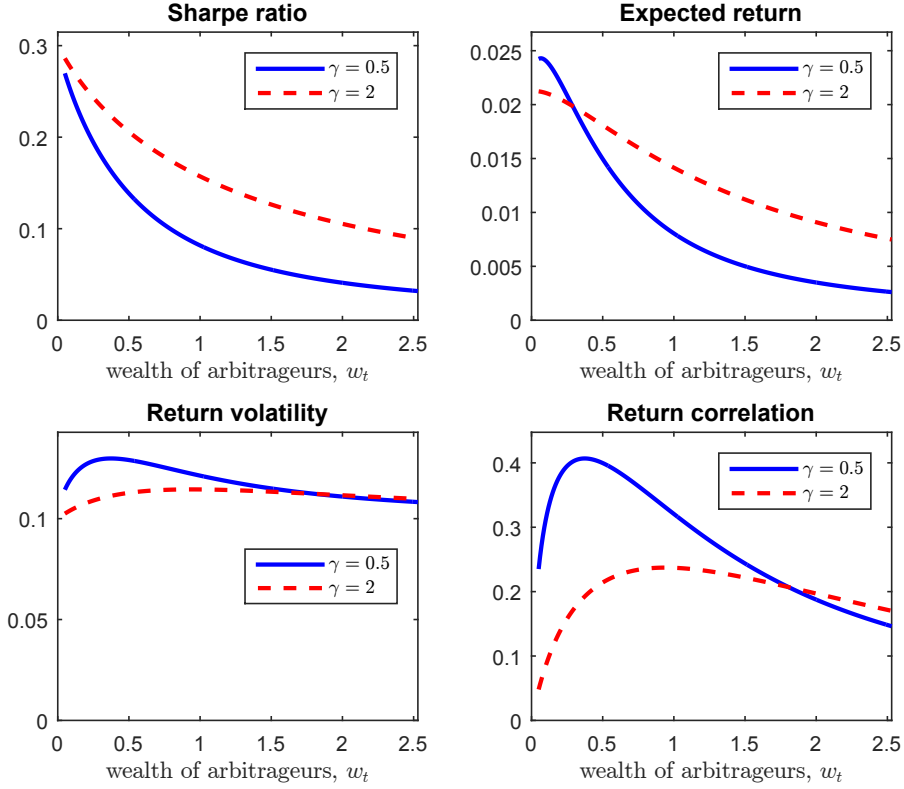 Sharpe ratio
0.3
0.2
0.1
0
0 0.5 1 1.5 2 2.5
wealth of arbitrageurs, w_t
γ = 0.5
γ = 2
Expected return
0.025
0.02
0.015
0.01
0.005
0
0 0.5 1 1.5 2 2.5
wealth of arbitrageurs, w_t
γ = 0.5
γ = 2
Return volatility
0.1
0.05
0
0 0.5 1 1.5 2 2.5
wealth of arbitrageurs, w_t
γ = 0.5
γ = 2
Return correlation
0.4
0.3
0.2
0.1
0
0 0.5 1 1.5 2 2.5
wealth of arbitrageurs, w_t
γ = 0.5
γ = 2